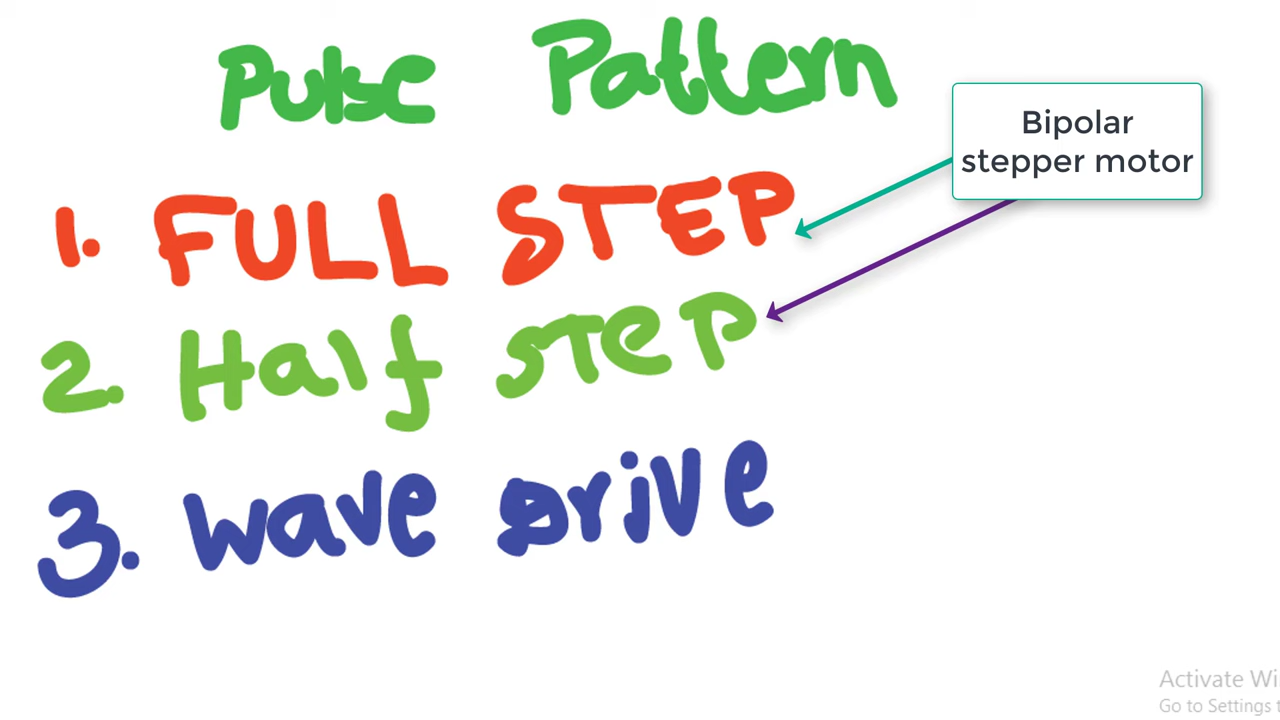 Pulse Pattern
Bipolar
stepper motor
1. FULL STEP
2. Half STEP
3. Wave Drive
Activate Wi
Go to Settings t